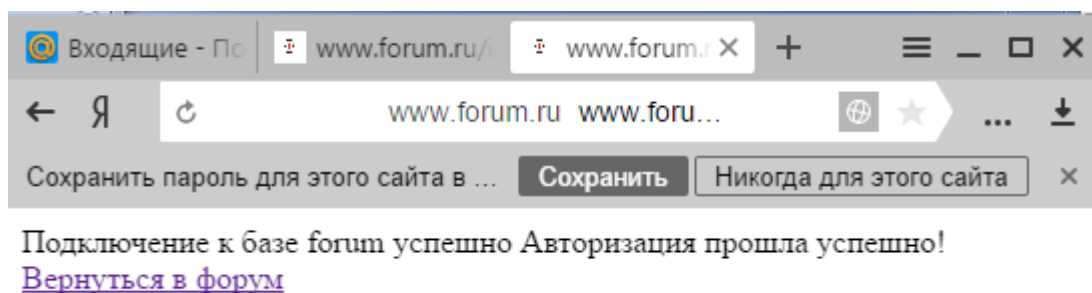 Входящие - По
www.forum.ru/
www.forum.r
www.forum.ru www.foru...
Сохранить пароль для этого сайта в ... Сохранить Никогда для этого сайта
Подключение к базе forum успешно Авторизация прошла успешно!
Вернуться в форум